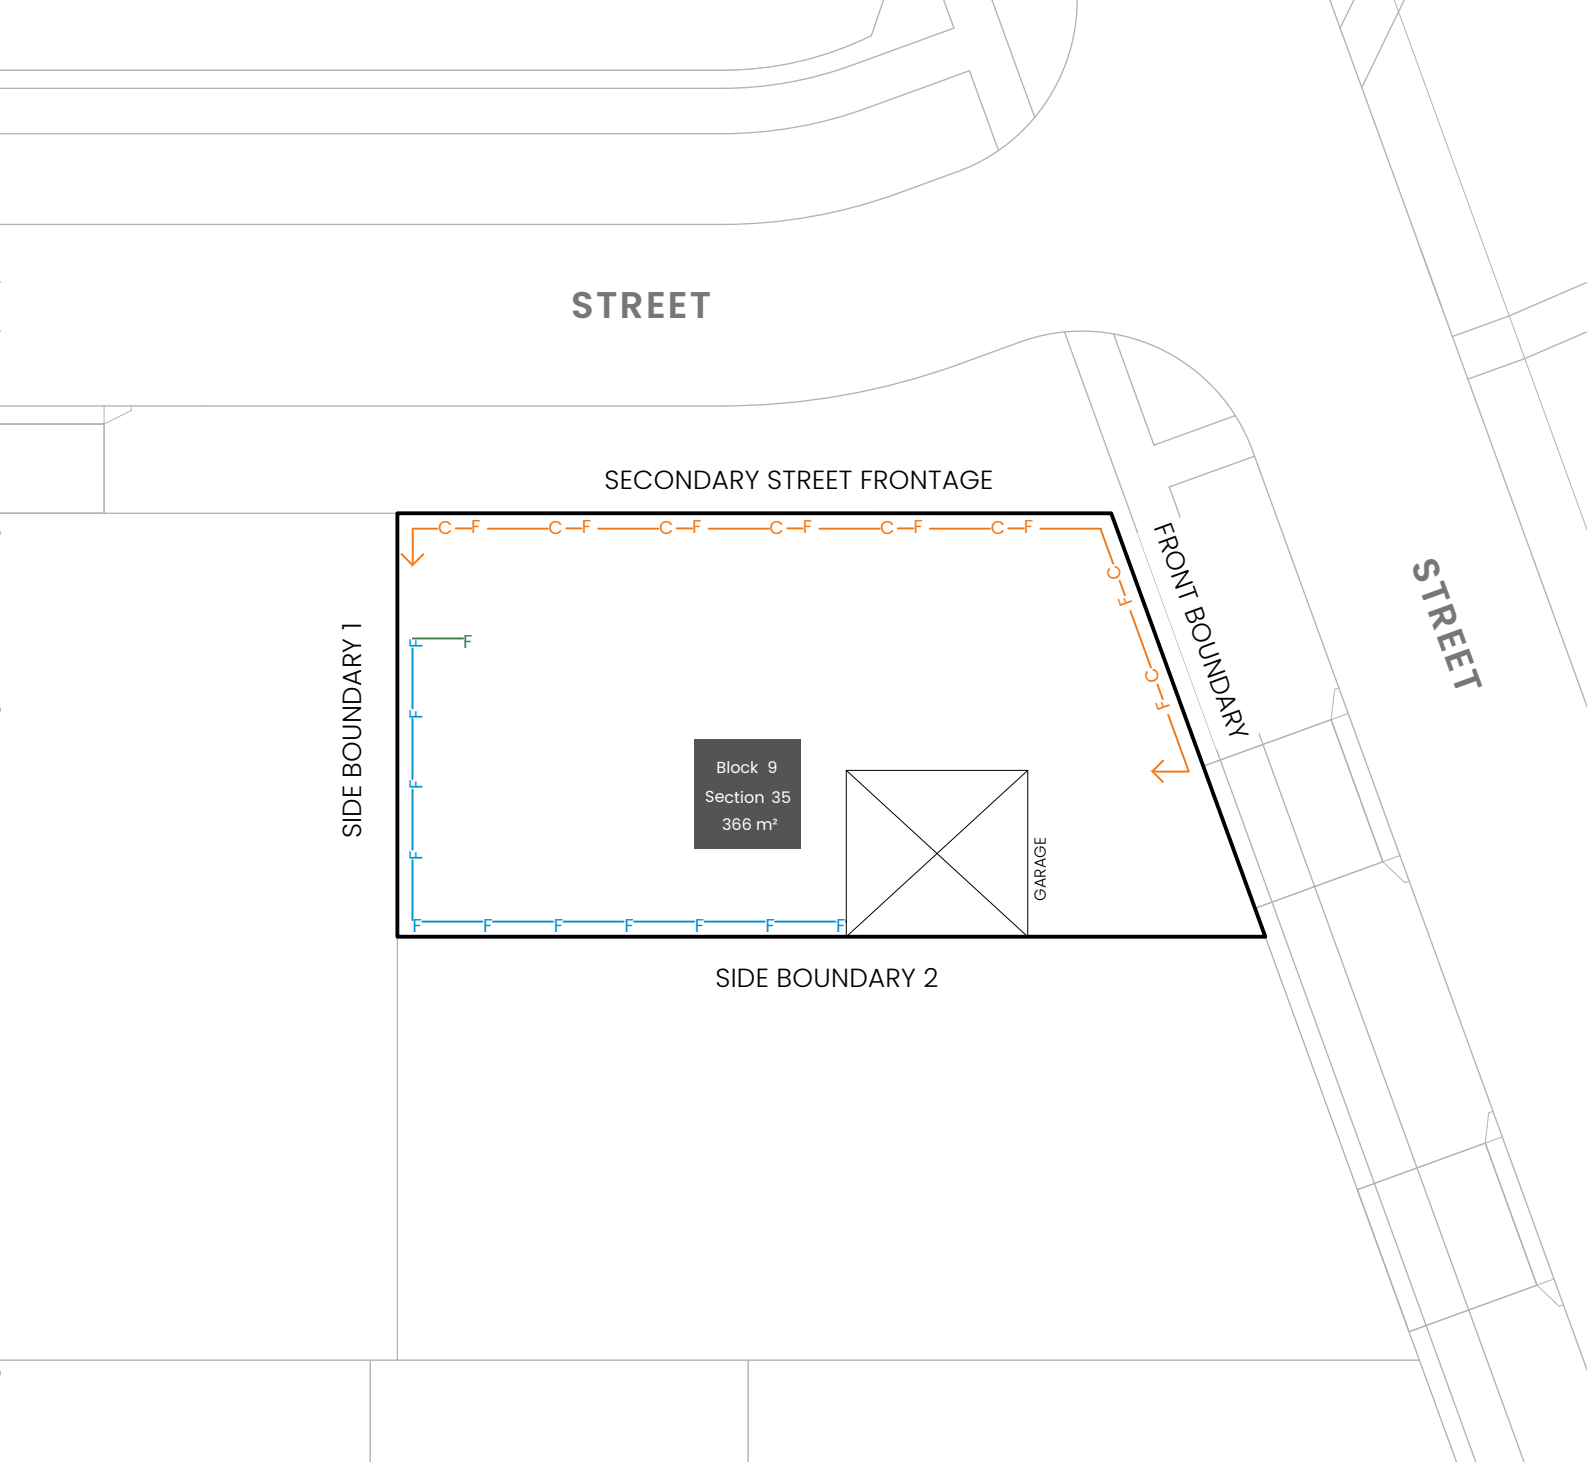 STREET
SECONDARY STREET FRONTAGE
C F C F C F C F C F C F
C F C F
FRONT BOUNDARY
STREET
SIDE BOUNDARY 1
F
F F F F
Block 9
Section 35
366 m²
GARAGE
F F F F F F F
SIDE BOUNDARY 2